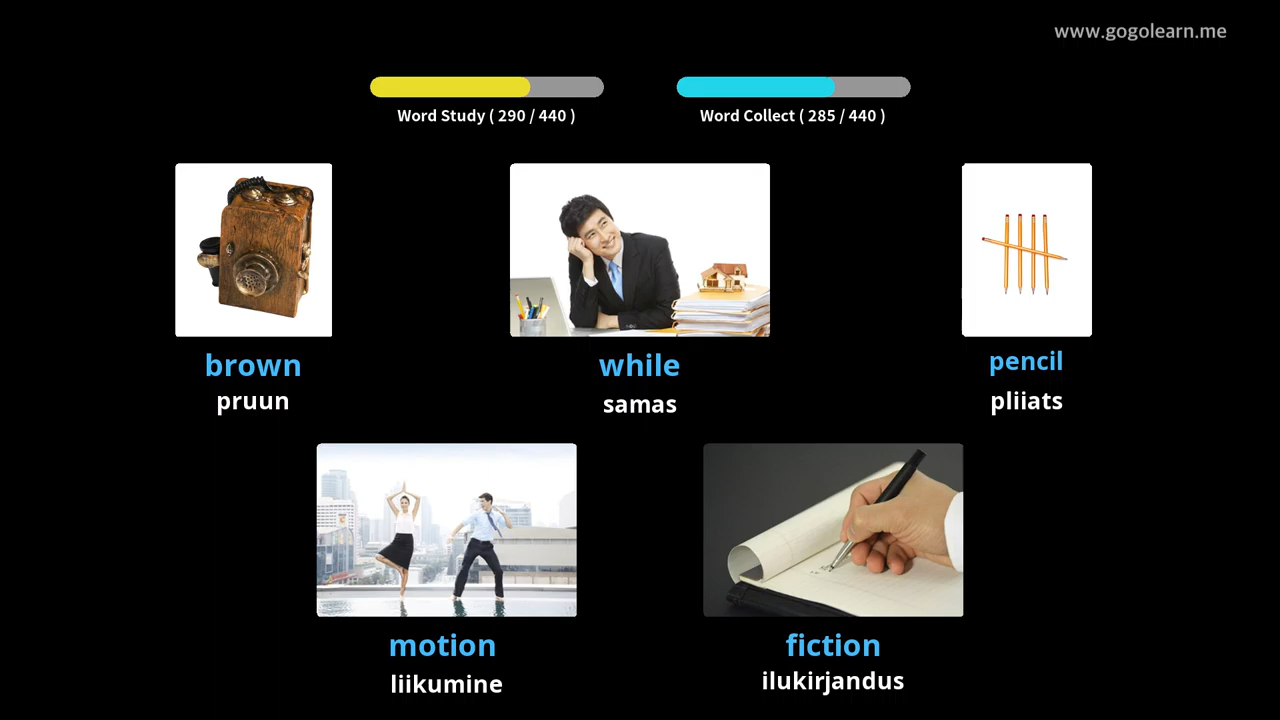 www.gogolearn.me
Word Study ( 290 / 440 )
Word Collect ( 285 / 440 )
brown
pruun
while
samas
pencil
pliiats
motion
liikumine
fiction
ilukirjandus